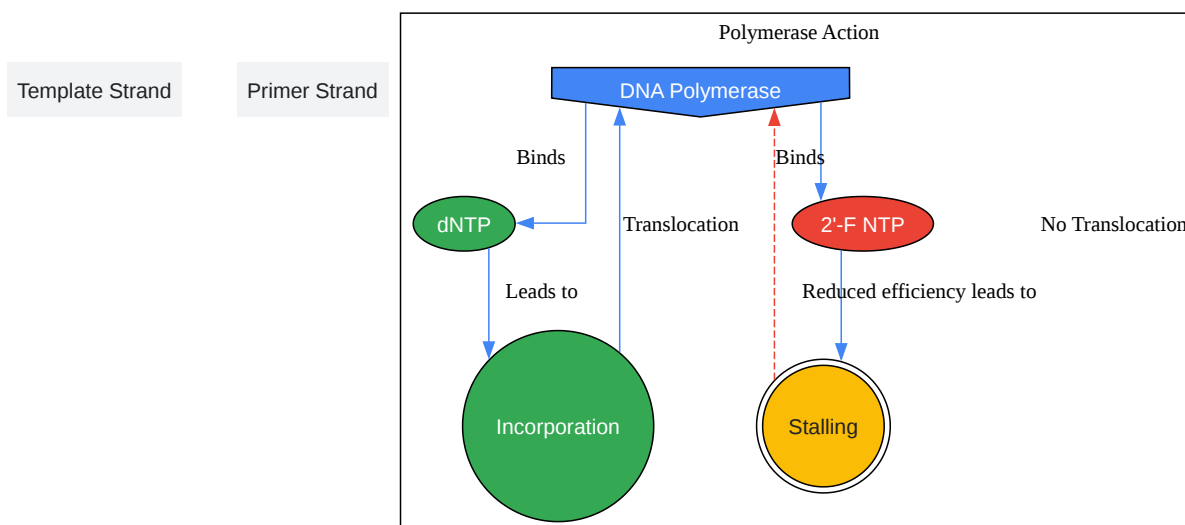 Polymerase Action
Template Strand
Primer Strand
DNA Polymerase
Binds
Binds
dNTP
Translocation
2'-F NTP
No Translocation
Leads to
Reduced efficiency leads to
Incorporation
Stalling